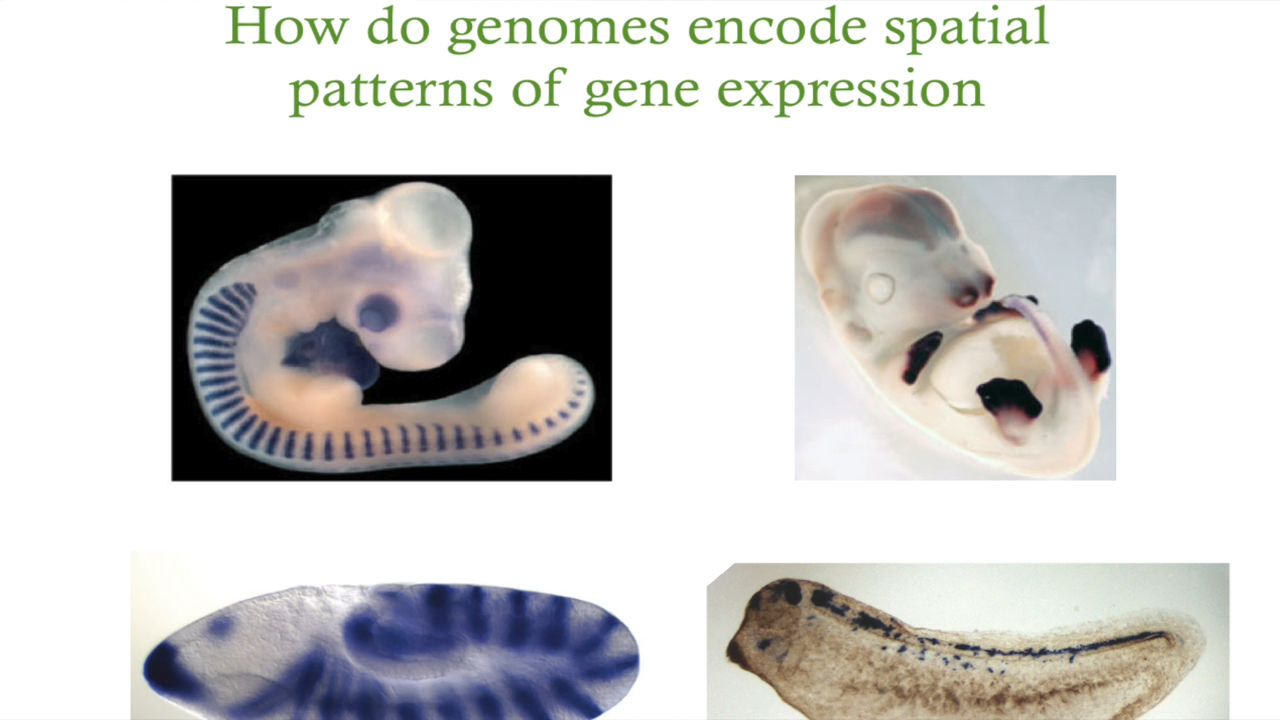 How do genomes encode spatial
patterns of gene expression